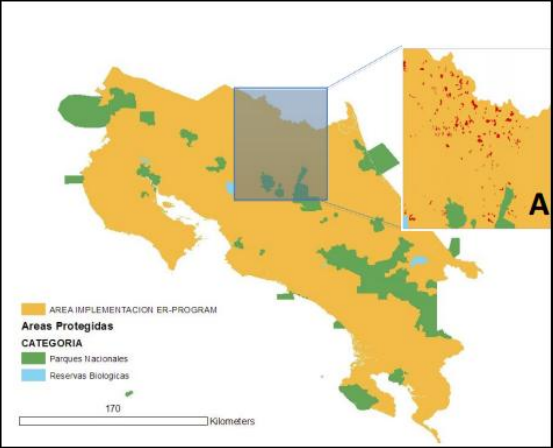 A
AREA IMPLEMENTACION ER-PROGRAM
Areas Protegidas
CATEGORIA
Parques Nacionales
Reservas Biologicas
170
Kilometers